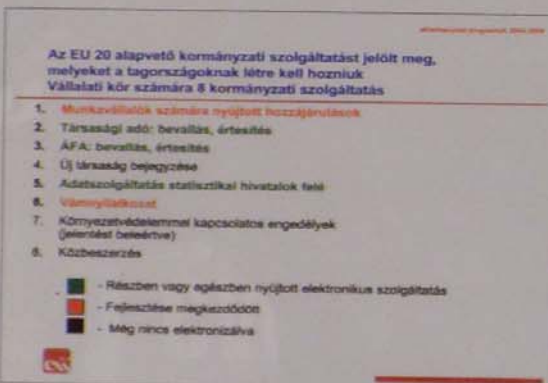 Az EU 20 alapvető kormányzati szolgáltatást jelölt meg,
melyeket a tagországoknak létre kell hozniuk
Vállalati kör számára 8 kormányzati szolgáltatás
1. Munkavállalók számára nyújtott hozzájárulások
2. Társasági adó: bevallás, értesítés
3. ÁFA: bevallás, értesítés
4. Új társaság bejegyzése
5. Adatszolgáltatás statisztikai hivatalok felé
6. Vámnyilatkozat
7. Környezetvédelemmel kapcsolatos engedélyek
(jelentést beleértve)
8. Közbeszerzés
- Részben vagy egészben nyújtott elektronikus szolgáltatás
- Fejlesztése megkezdődött
- Még nincs elektronizálva